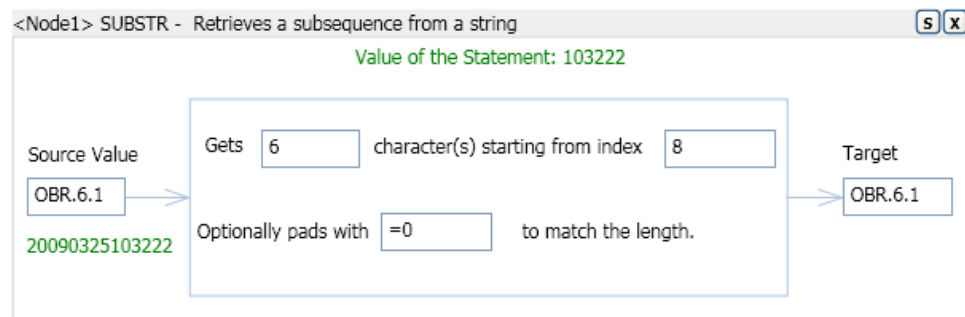 <Node1> SUBSTR -  Retrieves a subsequence from a string S X
Value of the Statement: 103222
Gets 6 character(s) starting from index 8
Source Value
Target
OBR.6.1
OBR.6.1
Optionally pads with =0 to match the length.
20090325103222